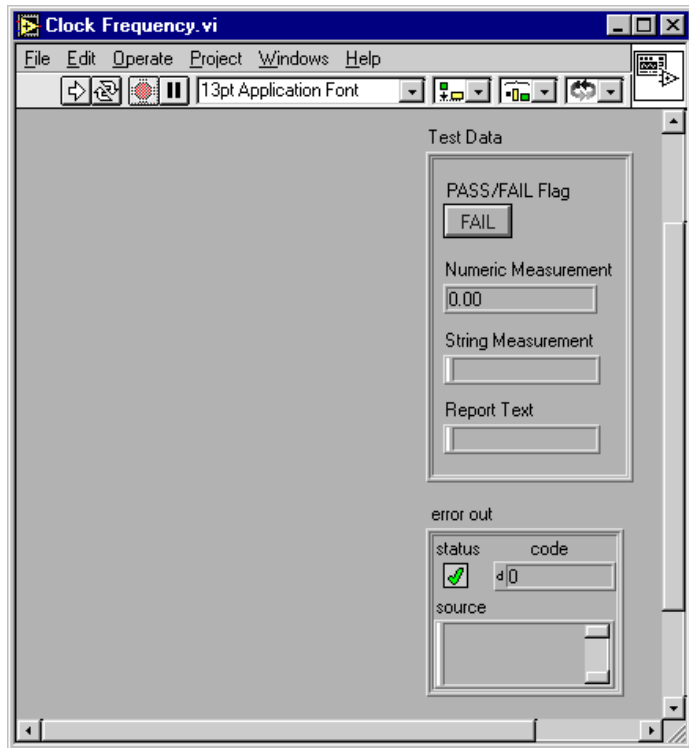 Clock Frequency.vi
File Edit Operate Project Windows Help
13pt Application Font
Test Data
PASS/FAIL Flag
FAIL
Numeric Measurement
0.00
String Measurement
Report Text
error out
status code
d 0
source